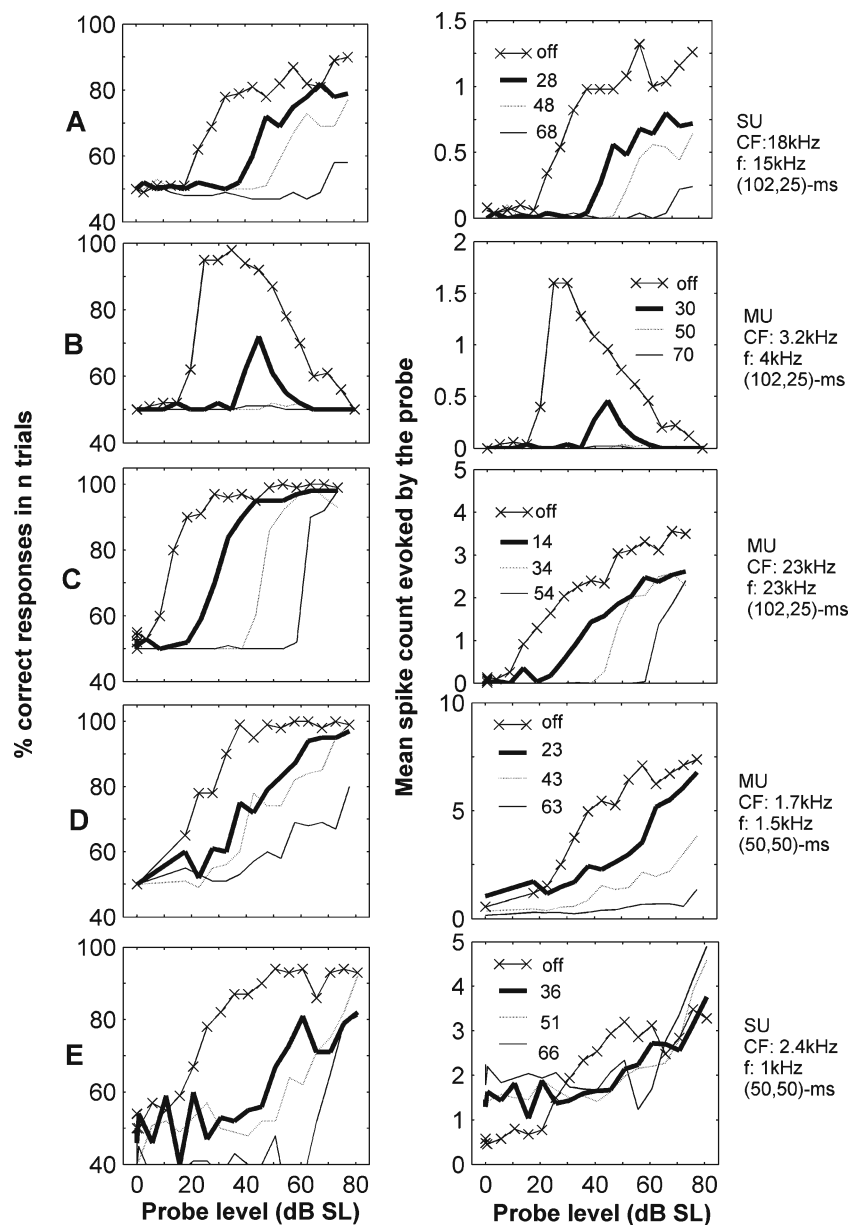 % correct responses in n trials
Mean spike count evoked by the probe
A
100
80
60
40
1.5
1
0.5
0
off
28
48
68
SU
CF:18kHz
f: 15kHz
(102,25)-ms
B
100
80
60
40
2
1.5
1
0.5
0
off
30
50
70
MU
CF: 3.2kHz
f: 4kHz
(102,25)-ms
C
100
80
60
40
5
4
3
2
1
0
off
14
34
54
MU
CF: 23kHz
f: 23kHz
(102,25)-ms
D
100
80
60
40
10
5
0
off
23
43
63
MU
CF: 1.7kHz
f: 1.5kHz
(50,50)-ms
E
100
80
60
40
5
4
3
2
1
0
off
36
51
66
SU
CF: 2.4kHz
f: 1kHz
(50,50)-ms
0 20 40 60 80
0 20 40 60 80
Probe level (dB SL)
Probe level (dB SL)